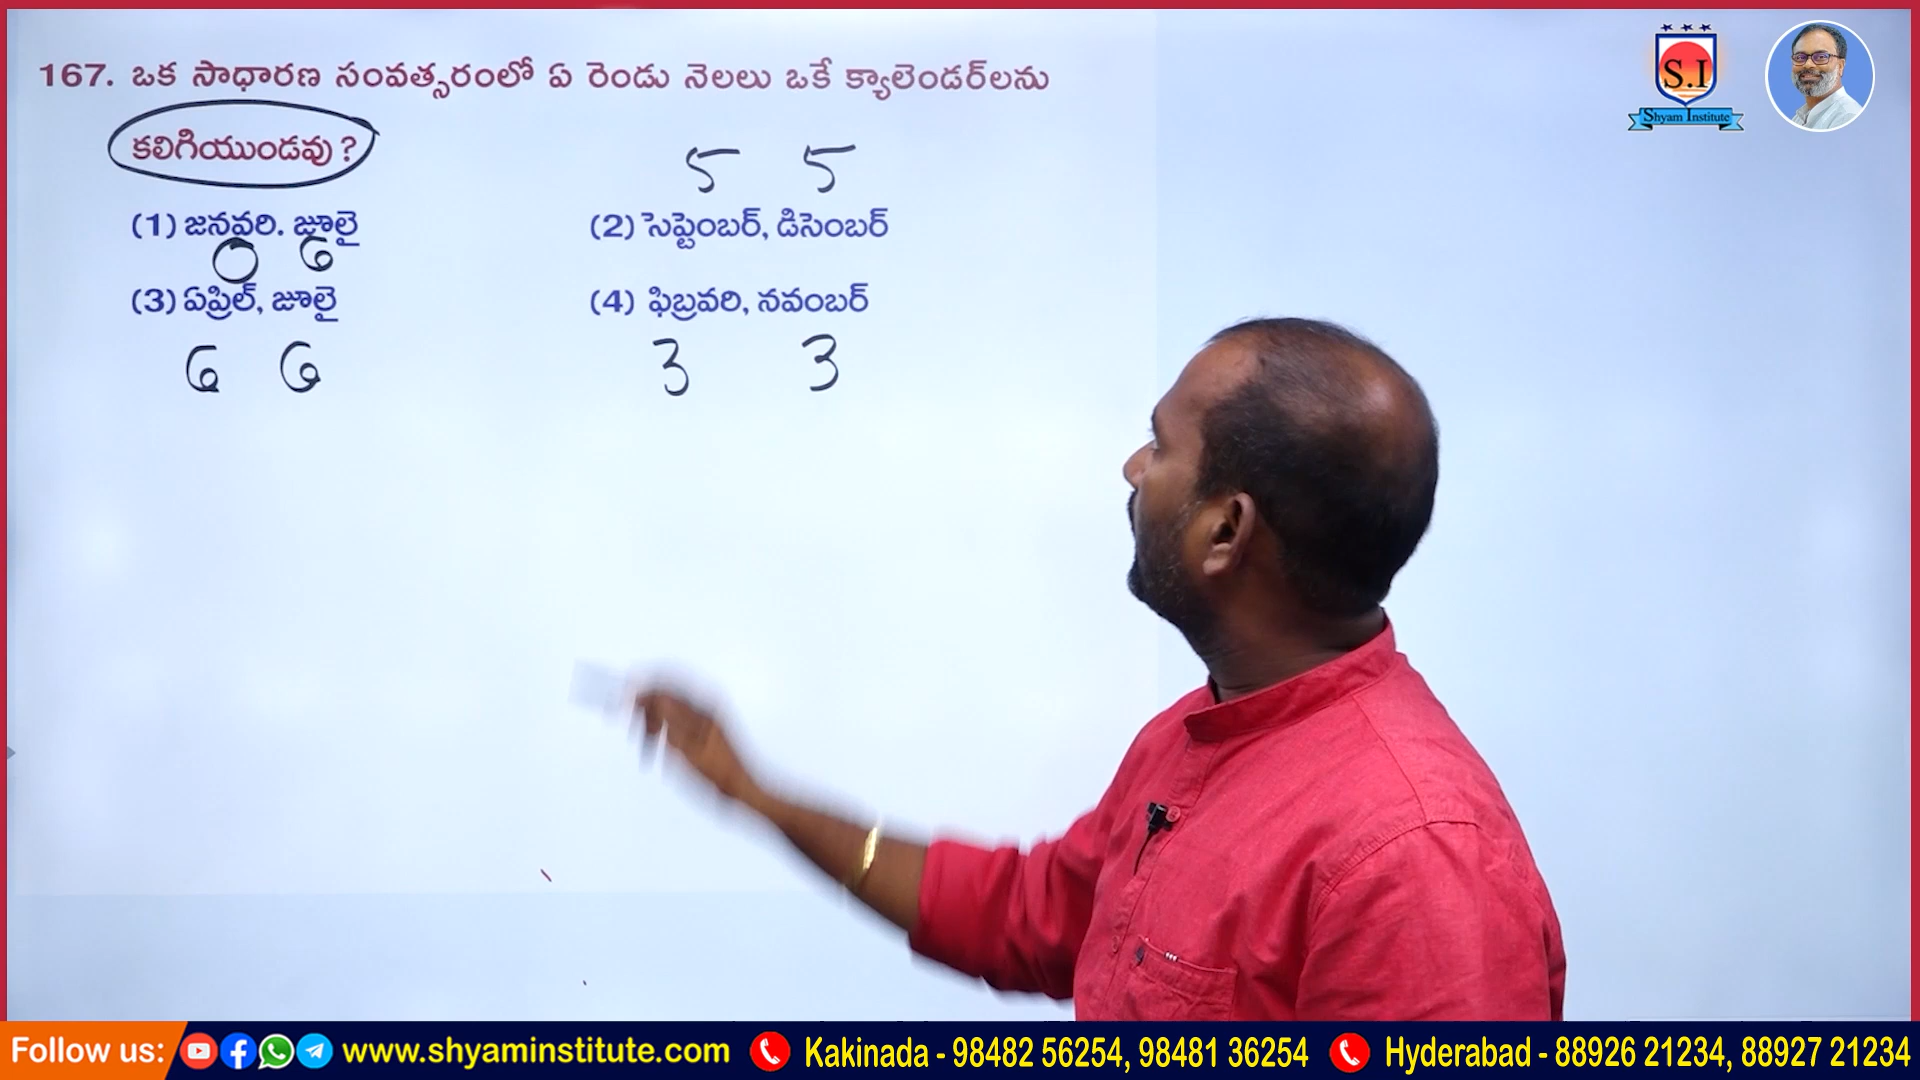 167. ఒక సాధారణ సంవత్సరంలో ఏ రెండు నెలలు ఒకే క్యాలెండర్‌లను
కలిగియుండవు ?
5 5
(1) జనవరి. జూలై (2) సెప్టెంబర్, డిసెంబర్
0 6
(3) ఏప్రిల్, జూలై (4) ఫిబ్రవరి, నవంబర్
6 6 3 3
S.I
Shyam Institute
Follow us: www.shyaminstitute.com Kakinada - 98482 56254, 98481 36254 Hyderabad - 88926 21234, 88927 21234